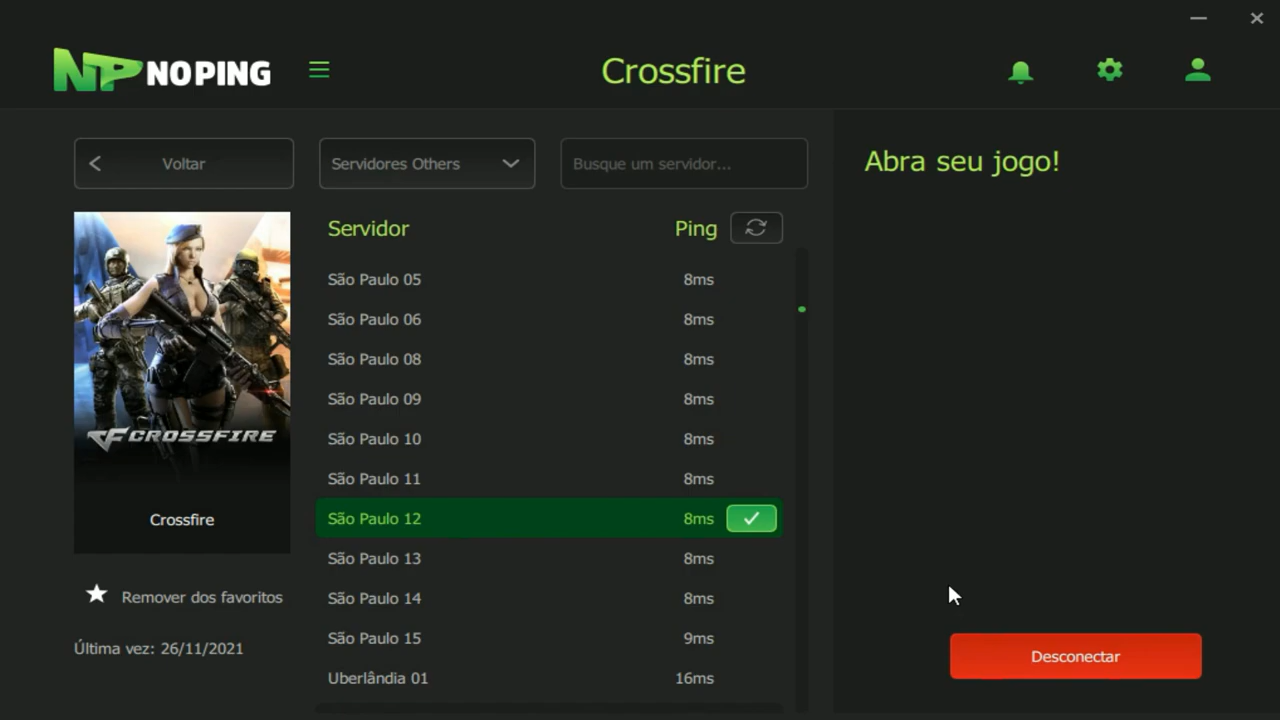 NP NOPING
Crossfire
Voltar
Servidores Others
Busque um servidor...
Abra seu jogo!
Servidor Ping
São Paulo 05 8ms
São Paulo 06 8ms
São Paulo 08 8ms
São Paulo 09 8ms
São Paulo 10 8ms
São Paulo 11 8ms
São Paulo 12 8ms
São Paulo 13 8ms
São Paulo 14 8ms
São Paulo 15 9ms
Uberlândia 01 16ms
CF CROSSFIRE
Crossfire
Remover dos favoritos
Última vez: 26/11/2021
Desconectar